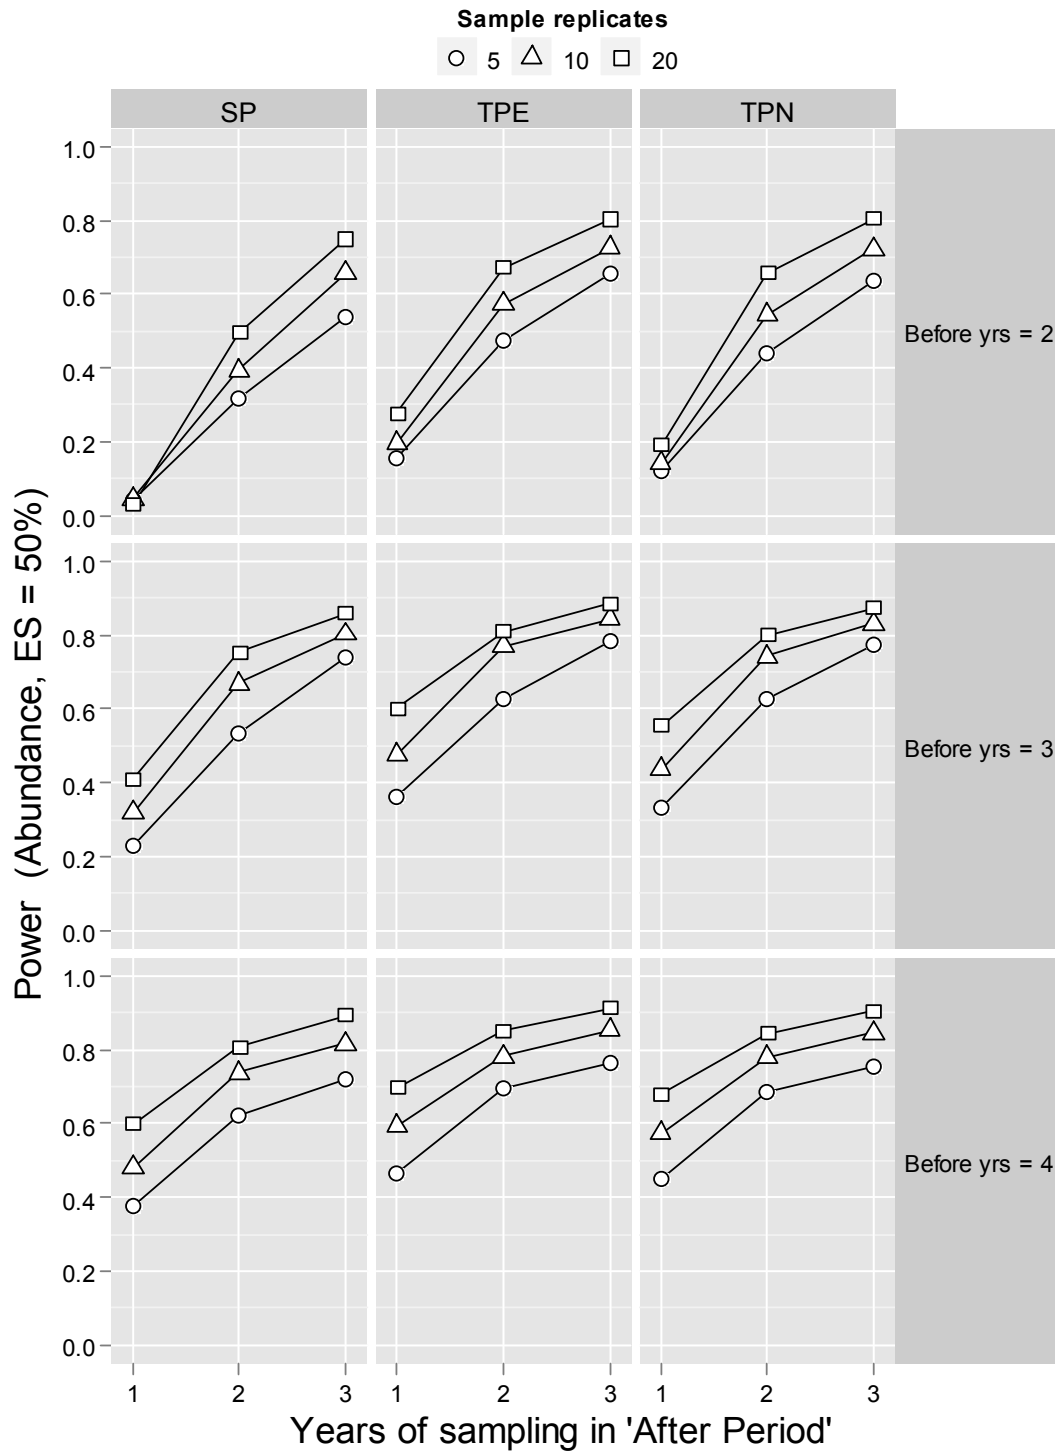 Sample replicates
5 10 20
SP TPE TPN
1.0
0.8
0.6
0.4
0.2
0.0
Before yrs = 2
1.0
0.8
0.6
0.4
0.2
0.0
Before yrs = 3
1.0
0.8
0.6
0.4
0.2
0.0
Before yrs = 4
Power (Abundance, ES = 50%)
1 2 3 1 2 3 1 2 3
Years of sampling in 'After Period'